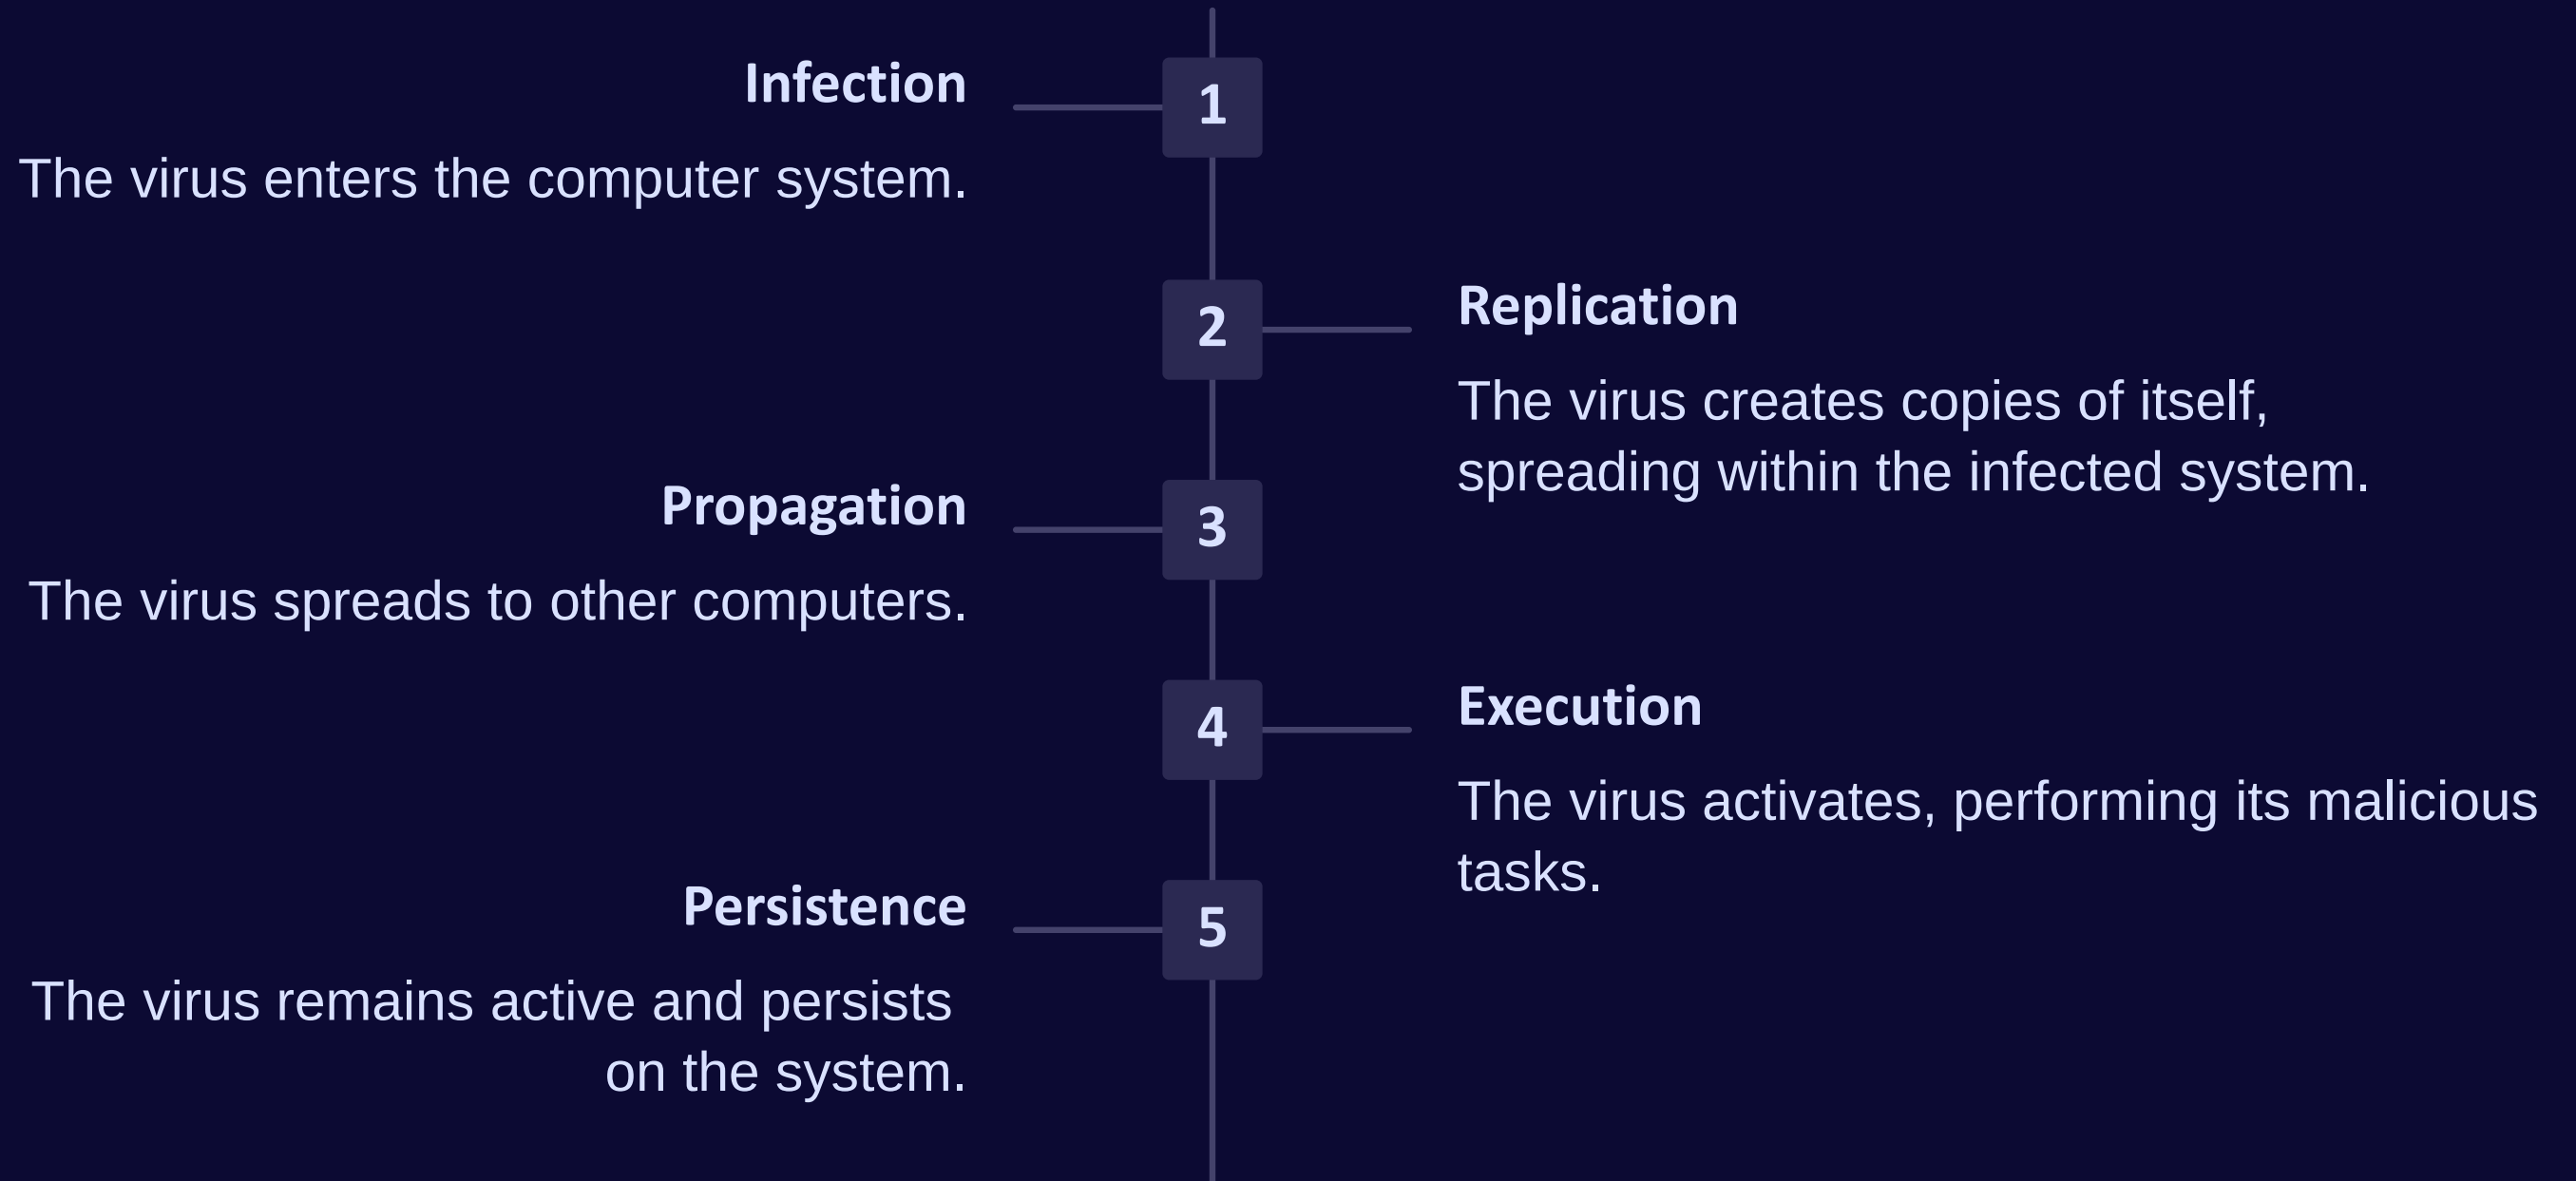 1
Infection
The virus enters the computer system.
2
Replication
The virus creates copies of itself,
spreading within the infected system.
3
Propagation
The virus spreads to other computers.
4
Execution
The virus activates, performing its malicious
tasks.
5
Persistence
The virus remains active and persists
on the system.